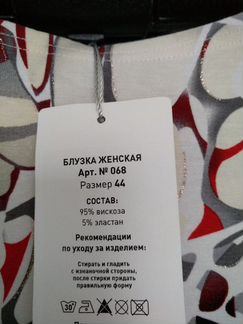 БЛУЗКА ЖЕНСКАЯ
Арт. № 068
Размер 44
СОСТАВ:
95% вискоза
5% эластан
Рекомендации
по уходу за изделием:
Стирать и гладить
с изнаночной стороны,
после стирки придать
правильную форму
30